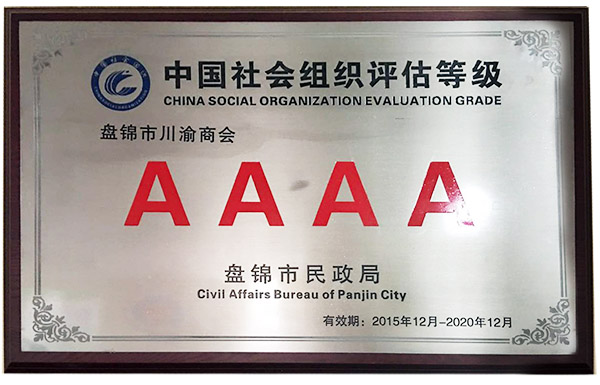 中国社会组织评估等级
CHINA SOCIAL ORGANIZATION EVALUATION GRADE
盘锦市川渝商会
AAAA
盘锦市民政局
Civil Affairs Bureau of Panjin City
有效期：2015年12月-2020年12月